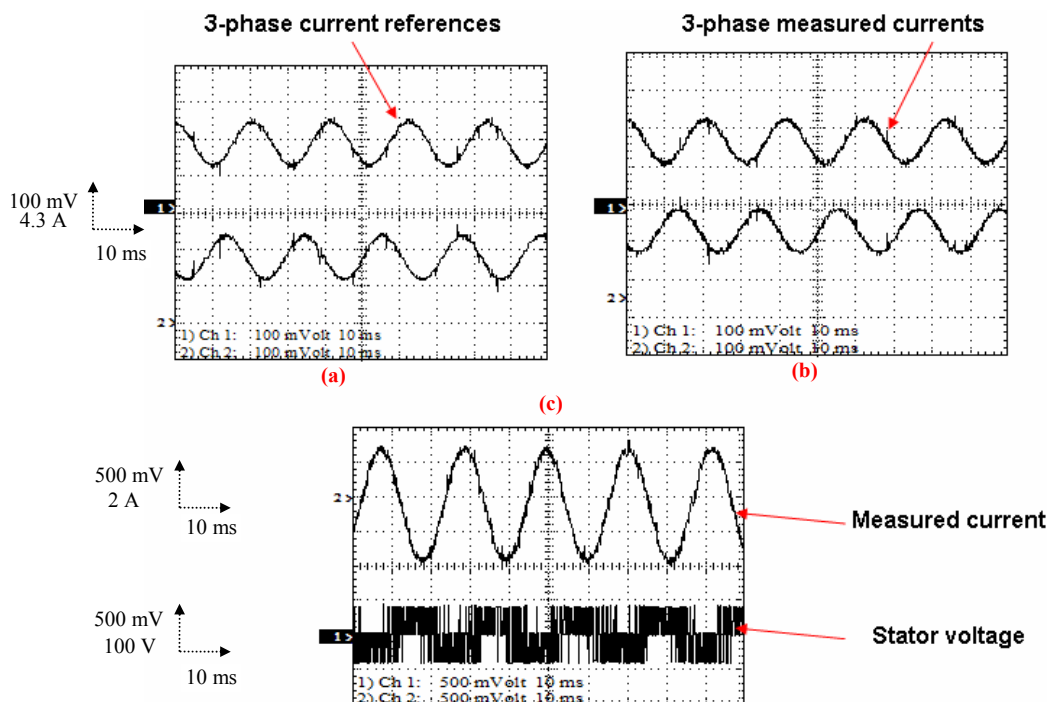 3-phase current references
3-phase measured currents
100 mV
4.3 A
10 ms
1
2
1) Ch 1: 100 mVolt 10 ms
2) Ch 2: 100 mVolt 10 ms
(a)
1
2
1) Ch 1: 100 mVolt 10 ms
2) Ch 2: 100 mVolt 10 ms
(b)
(c)
500 mV
2 A
10 ms
2
Measured current
500 mV
100 V
10 ms
1
Stator voltage
1) Ch 1: 500 mVolt 10 ms
2) Ch 2: 500 mVolt 10 ms